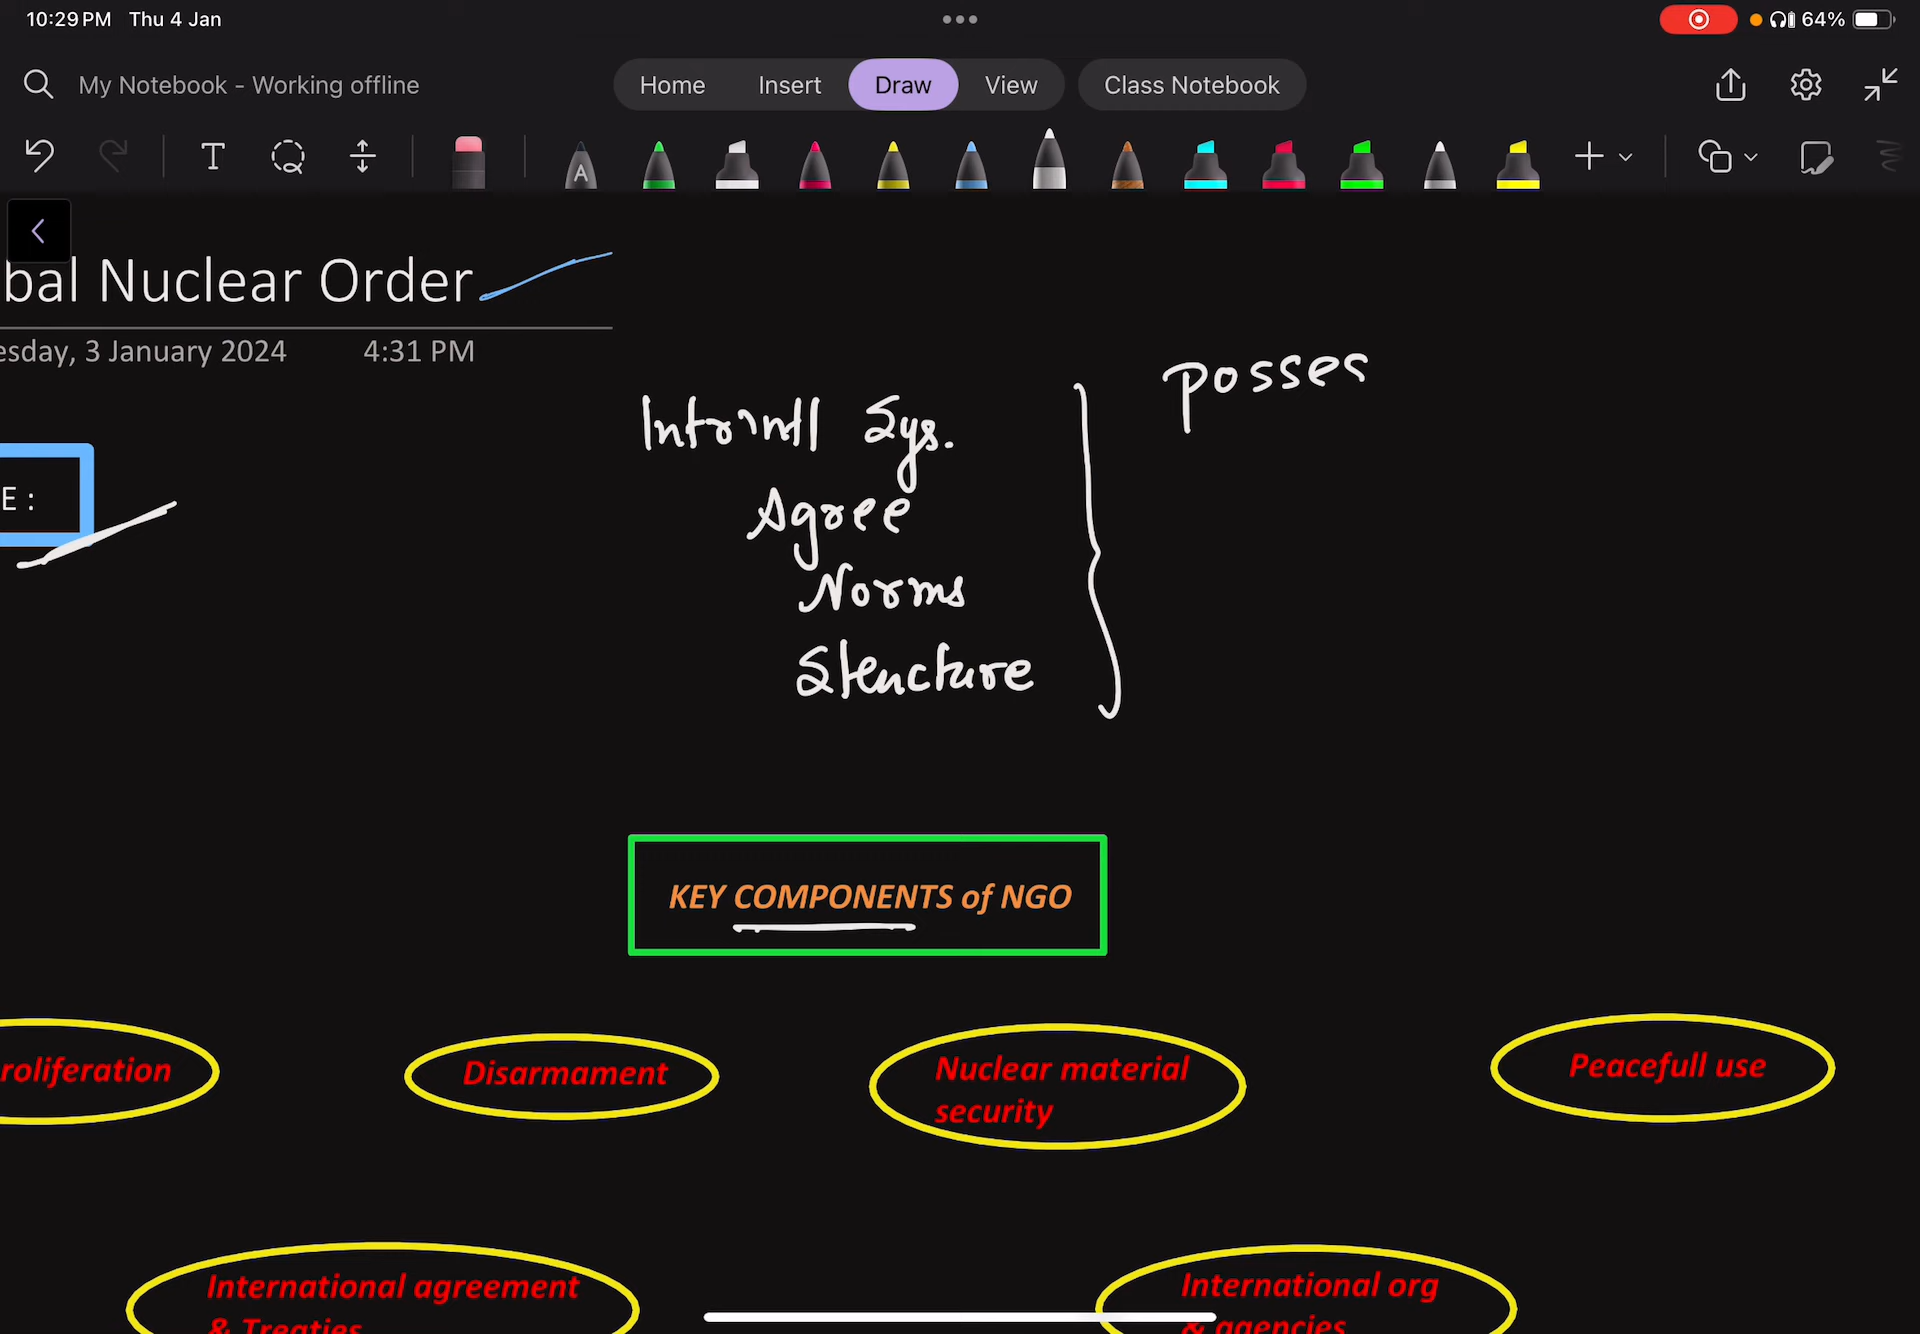 10:29 PM Thu 4 Jan
64%
My Notebook - Working offline
Home Insert Draw View Class Notebook
T
A
bal Nuclear Order
esday, 3 January 2024 4:31 PM
posses
Sys.
E :
Agree
Norms
KEY COMPONENTS of NGO
roliferation
Disarmament
Nuclear material
security
Peacefull use
International agreement
& Treaties
International org
& agencies